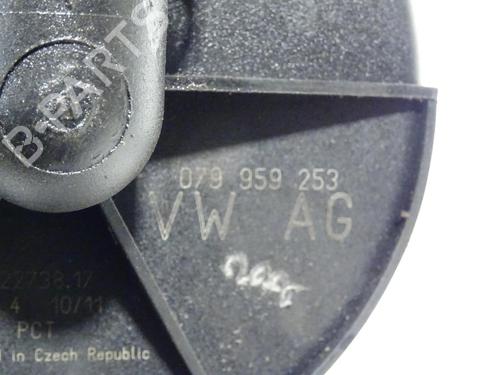 B-PARTS
079 959 253
VW AG
22738.17
4 10/11
PCT
in Czech Republic